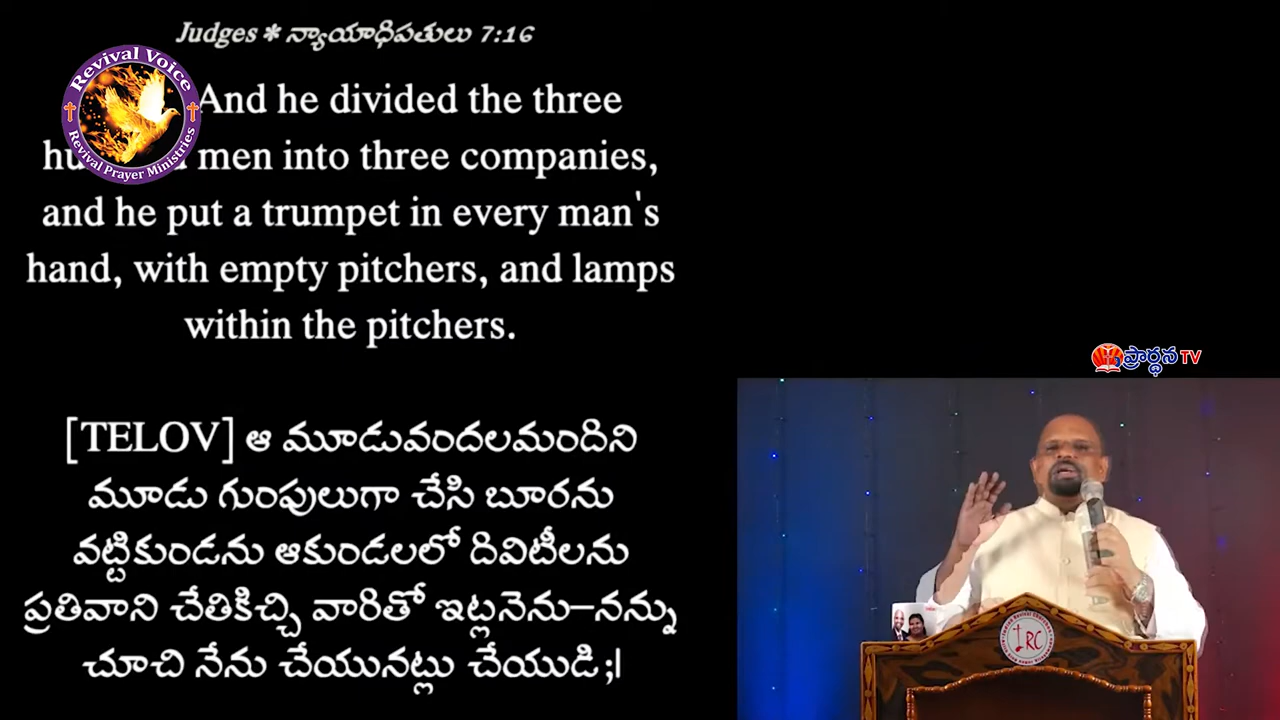 Judges * న్యాయాధిపతులు 7:16
Revival Voice
Revival Prayer Ministries
And he divided the three
men into three companies,
and he put a trumpet in every man's
hand, with empty pitchers, and lamps
within the pitchers.
[TELOV] ఆ మూడువందలమందిని
మూడు గుంపులుగా చేసి బూరను
వట్టికుండను ఆకుండలలో దివిటీలను
ప్రతివాని చేతికిచ్చి వారితో ఇట్లనెను–నన్ను
చూచి నేను చేయునట్లు చేయుడి;l
ప్రార్థన TV
RC